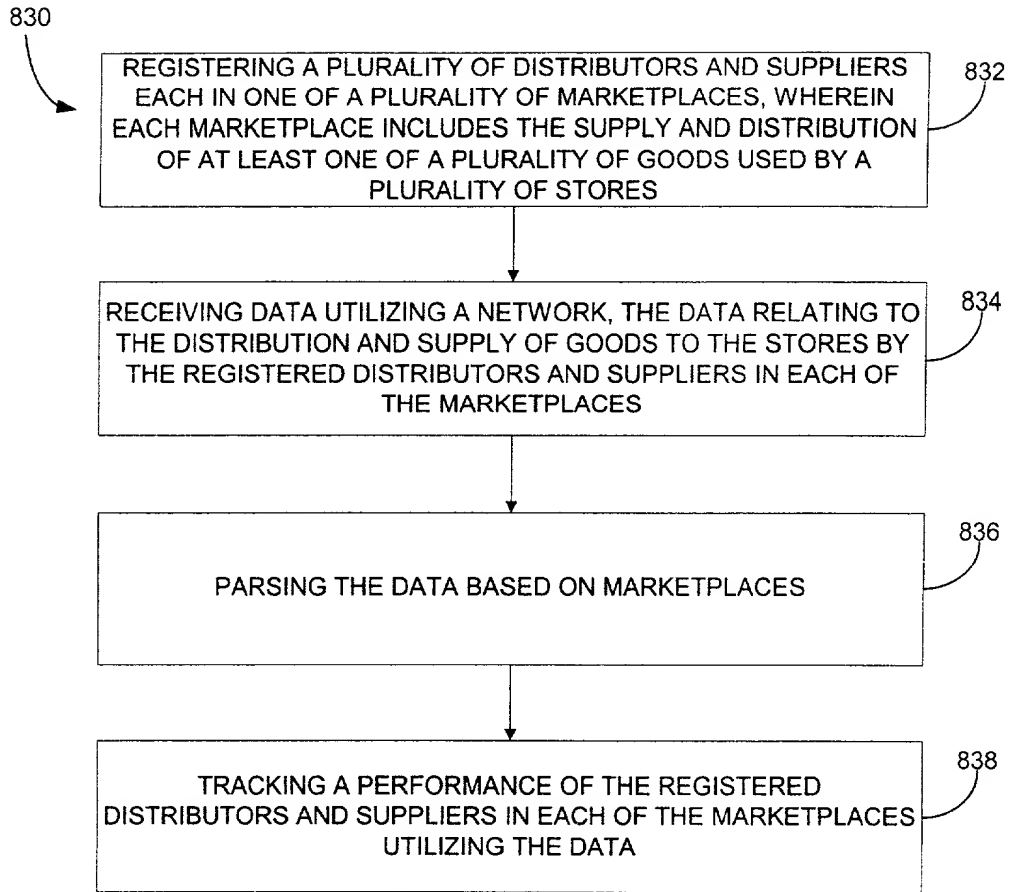 830
REGISTERING A PLURALITY OF DISTRIBUTORS AND SUPPLIERS
EACH IN ONE OF A PLURALITY OF MARKETPLACES, WHEREIN
EACH MARKETPLACE INCLUDES THE SUPPLY AND DISTRIBUTION
OF AT LEAST ONE OF A PLURALITY OF GOODS USED BY A
PLURALITY OF STORES
832
RECEIVING DATA UTILIZING A NETWORK, THE DATA RELATING TO
THE DISTRIBUTION AND SUPPLY OF GOODS TO THE STORES BY
THE REGISTERED DISTRIBUTORS AND SUPPLIERS IN EACH OF
THE MARKETPLACES
834
PARSING THE DATA BASED ON MARKETPLACES
836
TRACKING A PERFORMANCE OF THE REGISTERED
DISTRIBUTORS AND SUPPLIERS IN EACH OF THE MARKETPLACES
UTILIZING THE DATA
838